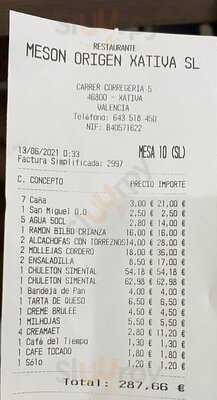 RESTAURANTE
MESON ORIGEN XATIVA SL
CARRER CORREGERIA 5
46800 - XATIVA
VALENCIA
Teléfono: 643 518 450
NIF: B40571622
13/06/2021 0:33 MESA 10 (SL)
Factura Simplificada: 2997
C. CONCEPTO PRECIO IMPORTE
7 Caña 3,00 € 21,00 €
1 San Miguel 0.0 2,50 € 2,50 €
5 AGUA 50CL 2,80 € 14,00 €
1 RAMON BILBO CRIANZA 16,00 € 16,00 €
2 ALCACHOFAS CON TORREZNOS 14,00 € 28,00 €
2 MOLLEJAS CORDERO 18,00 € 36,00 €
2 ENSALADILLA 8,50 € 17,00 €
1 CHULETON SIMENTAL 54,18 € 54,18 €
1 CHULETON SIMENTAL 62,98 € 62,98 €
1 Bandeja de Pan 4,00 € 4,00 €
1 TARTA DE QUESO 6,50 € 6,50 €
1 CREME BRULEE 4,50 € 4,50 €
1 MILHOJAS 5,50 € 5,50 €
4 CREMAET 2,80 € 11,20 €
1 Café del Tiempo 1,30 € 1,30 €
1 CAFE TOCADO 1,80 € 1,80 €
1 Sólo 1,20 € 1,20 €
Total: 287,66 €